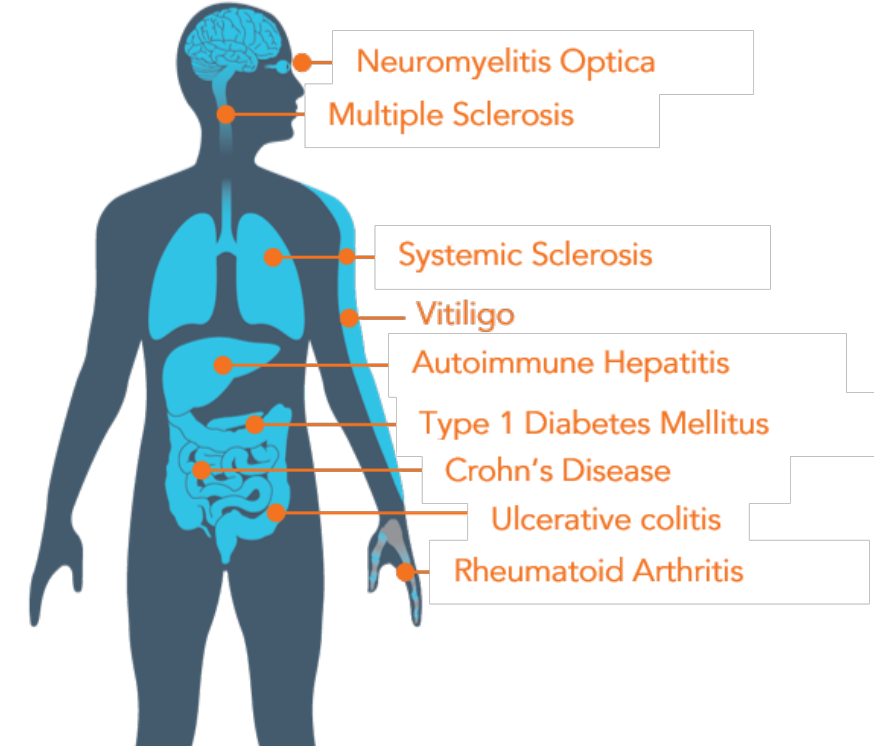 Neuromyelitis Optica
Multiple Sclerosis
Systemic Sclerosis
Vitiligo
Autoimmune Hepatitis
Type 1 Diabetes Mellitus
Crohn's Disease
Ulcerative colitis
Rheumatoid Arthritis